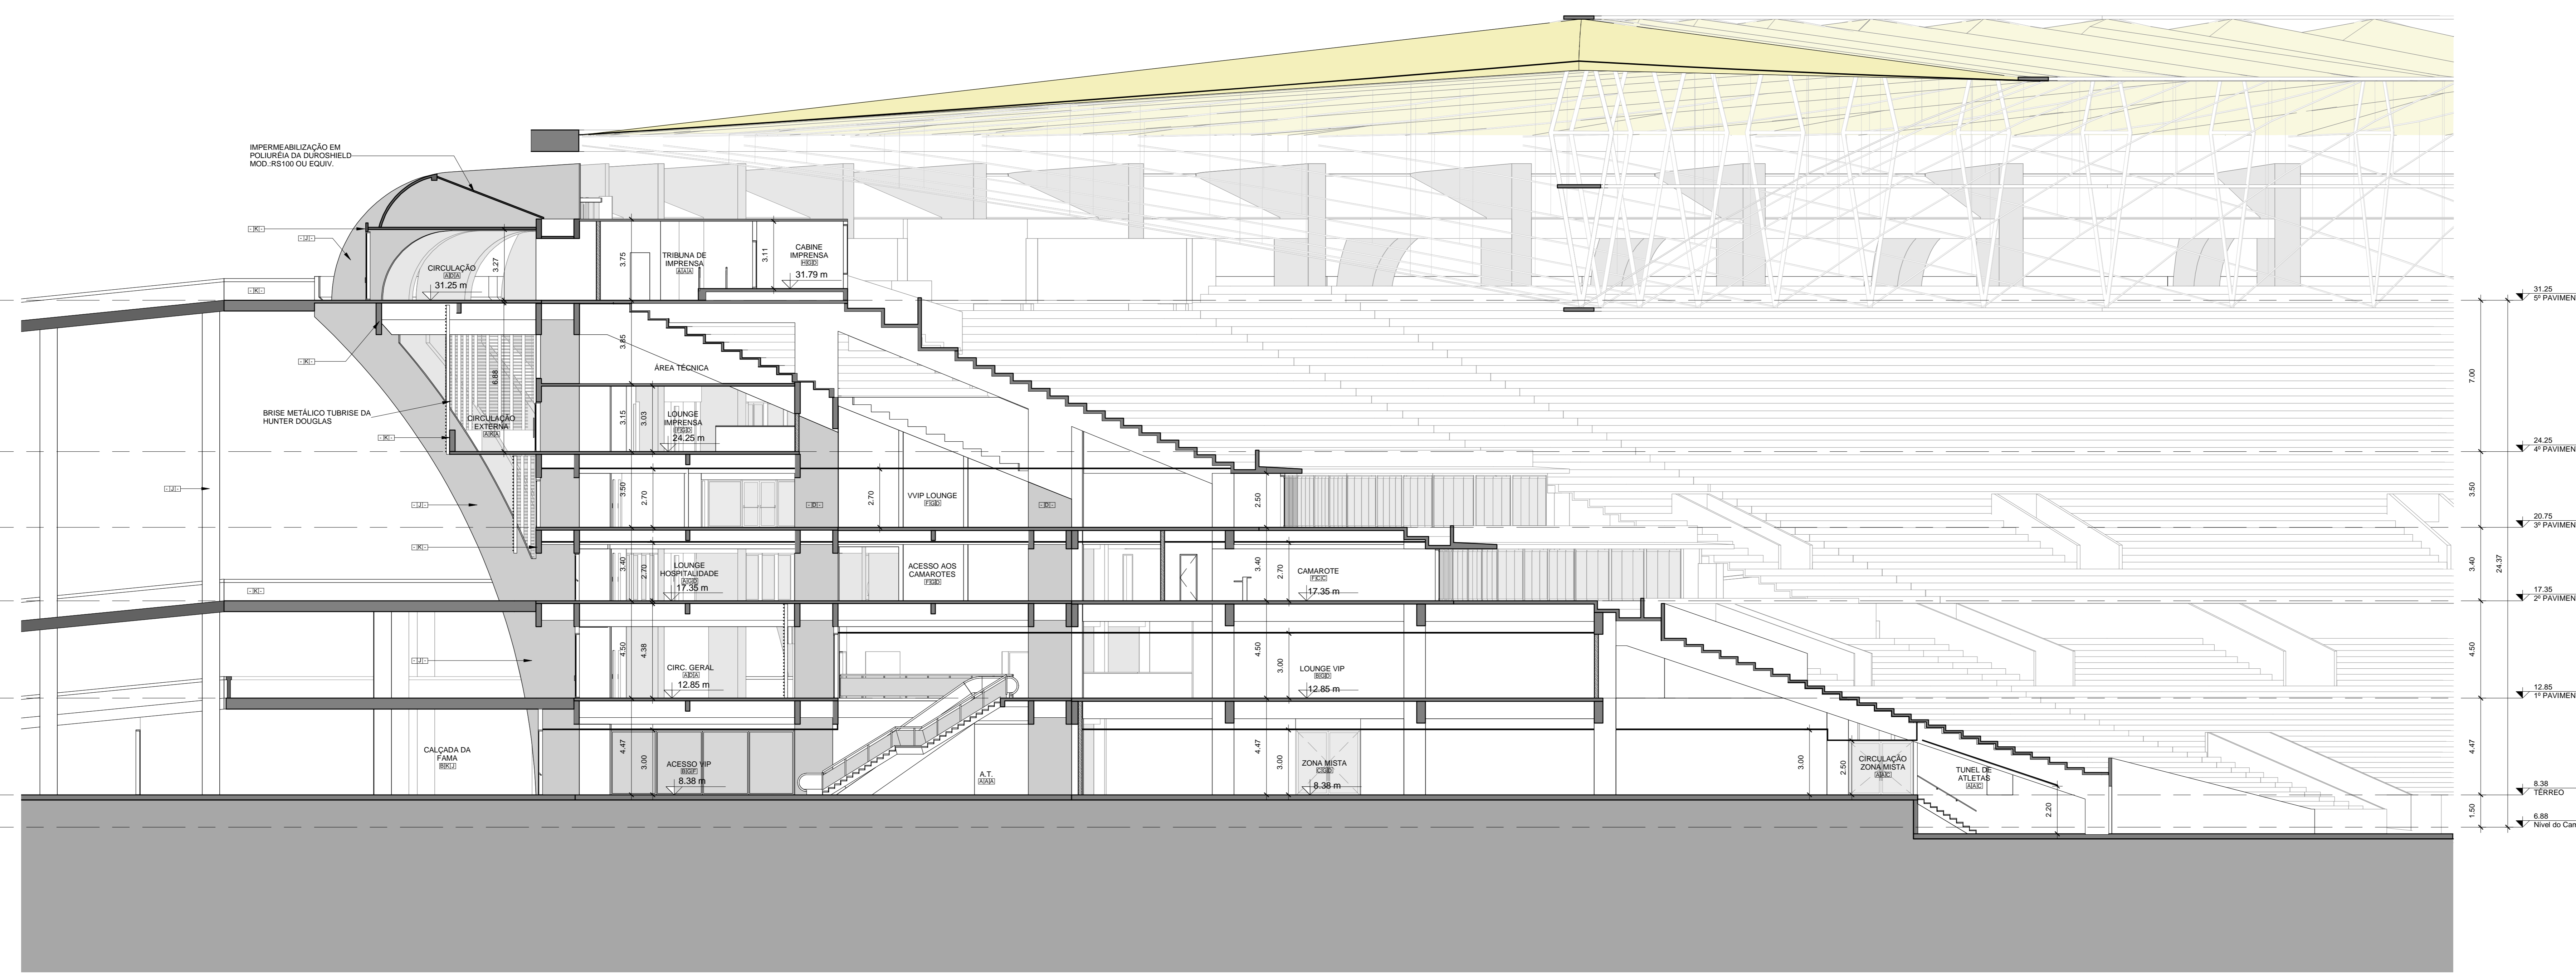 IMPERMEABILIZAÇÃO EM
POLIURÉIA DA DUROSHIELD
MOD.:RS100 OU EQUIV.
- K -
- J -
CIRCULAÇÃO
A D A
31.25 m
3.27
3.75
TRIBUNA DE
IMPRENSA
A A A
3.11
CABINE
IMPRENSA
H G D
31.79 m
- K -
31.25
5º PAVIMEN
- K -
3.85
ÁREA TÉCNICA
6.88
7.00
BRISE METÁLICO TUBRISE DA
HUNTER DOUGLAS
CIRCULAÇÃO
EXTERNA
A K A
- K -
3.15
3.03
LOUNGE
IMPRENSA
F G D
24.25 m
24.25
4º PAVIMEN
- J -
- J -
3.50
2.70
- D -
2.70
VVIP LOUNGE
F G D
- D -
2.50
3.50
20.75
3º PAVIMEN
- K -
3.40
2.70
LOUNGE
HOSPITALIDADE
A G D
17.35 m
ACESSO AOS
CAMAROTES
F G D
3.40
2.70
CAMAROTE
F C C
17.35 m
3.40
24.37
- K -
17.35
2º PAVIMEN
- J -
4.50
4.38
CIRC. GERAL
A D A
12.85 m
4.50
3.00
LOUNGE VIP
B G D
12.85 m
4.50
12.85
1º PAVIMEN
CALÇADA DA
FAMA
B K J
4.47
3.00
ACESSO VIP
B G F
8.38 m
A.T.
A A A
4.47
3.00
ZONA MISTA
C G D
8.38 m
3.00
2.50
CIRCULAÇÃO
ZONA MISTA
A A C
TUNEL DE
ATLETAS
A A C
2.20
4.47
8.38
TÉRREO
1.50
6.88
Nível do Cam